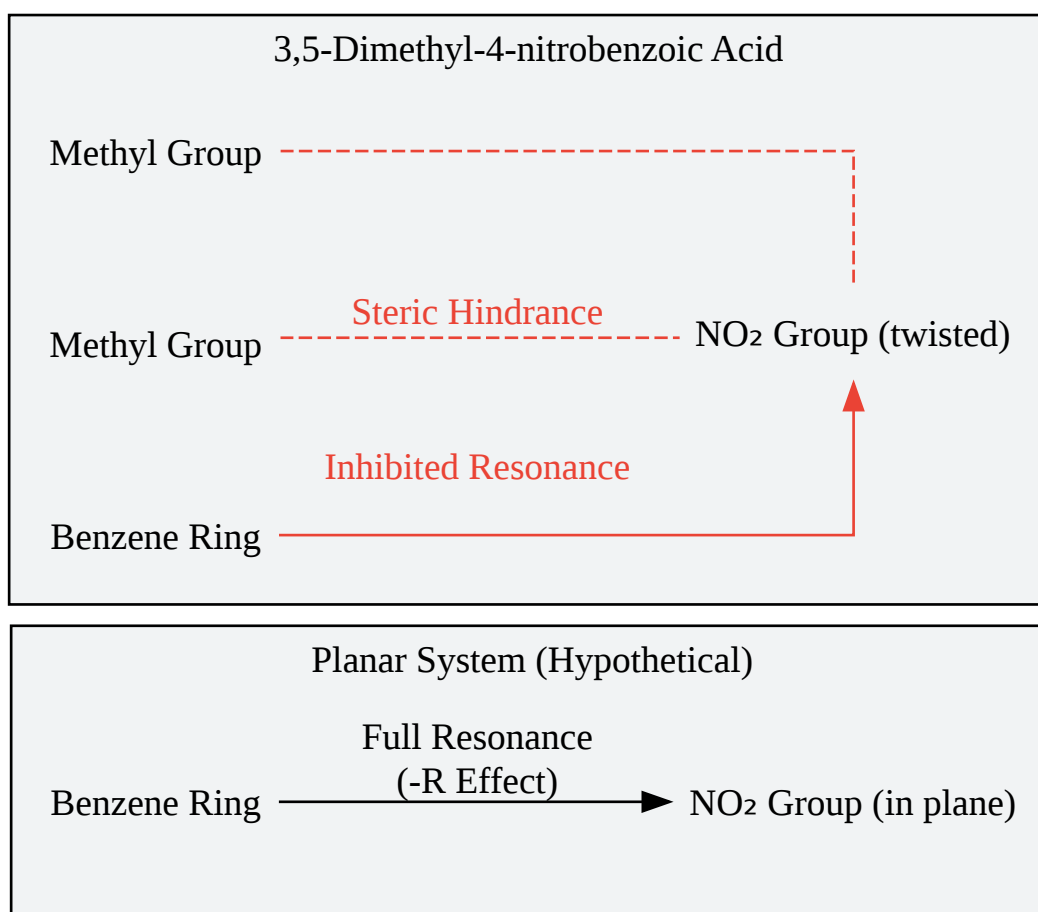 3,5-Dimethyl-4-nitrobenzoic Acid
Methyl Group
Steric Hindrance
Methyl Group
NO₂ Group (twisted)
Inhibited Resonance
Benzene Ring
Planar System (Hypothetical)
Full Resonance
(-R Effect)
Benzene Ring
NO₂ Group (in plane)